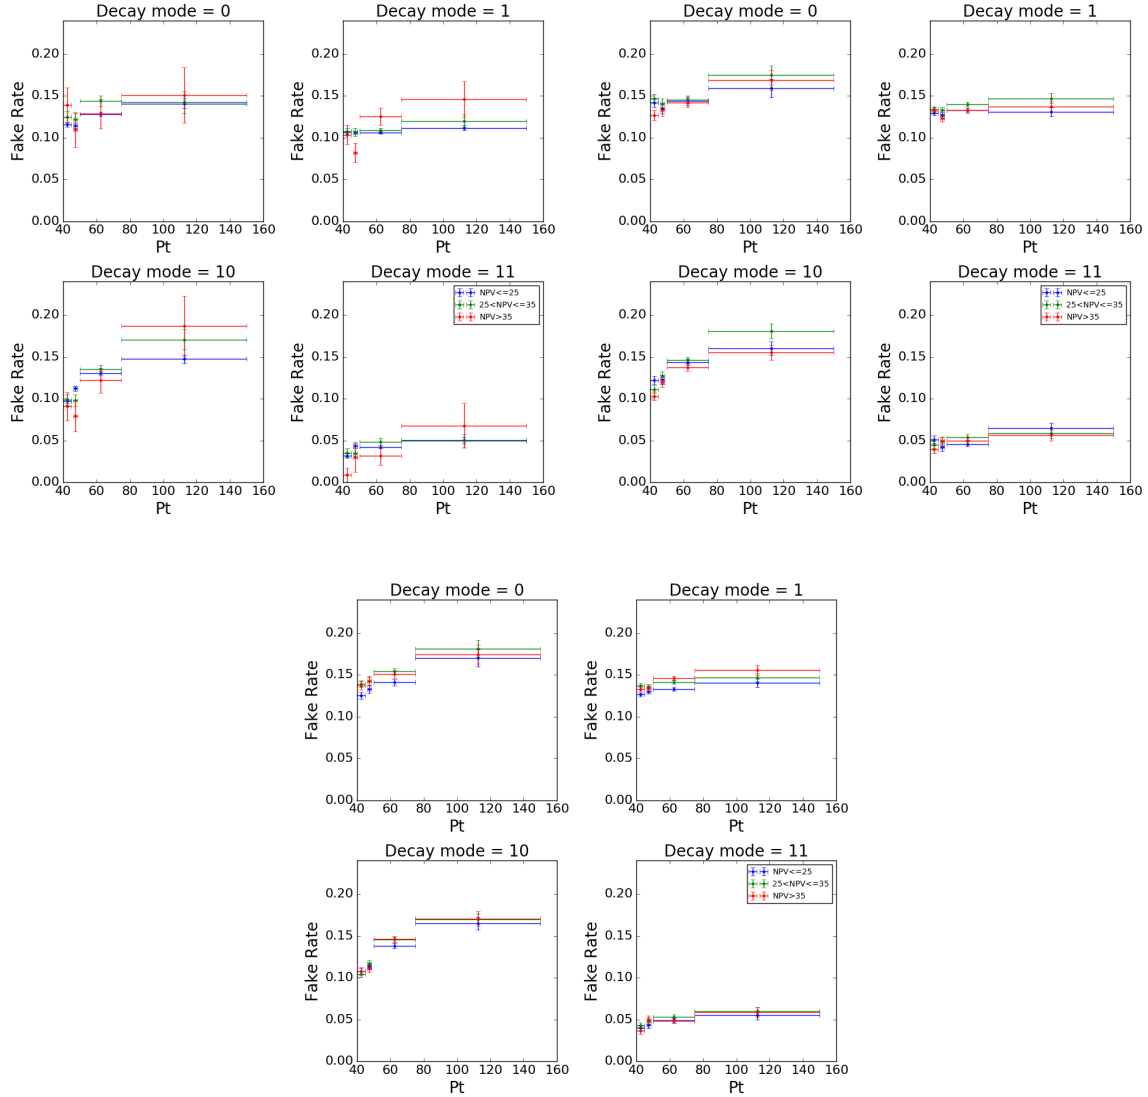 Decay mode = 0
0.20
0.15
0.10
0.05
0.00
Fake Rate
40 60 80 100 120 140 160
Pt
Decay mode = 1
0.20
0.15
0.10
0.05
0.00
Fake Rate
40 60 80 100 120 140 160
Pt
Decay mode = 10
0.20
0.15
0.10
0.05
0.00
Fake Rate
40 60 80 100 120 140 160
Pt
Decay mode = 11
NPV<=25
25<NPV<=35
NPV>35
0.20
0.15
0.10
0.05
0.00
Fake Rate
40 60 80 100 120 140 160
Pt
Decay mode = 0
0.20
0.15
0.10
0.05
0.00
Fake Rate
40 60 80 100 120 140 160
Pt
Decay mode = 1
0.20
0.15
0.10
0.05
0.00
Fake Rate
40 60 80 100 120 140 160
Pt
Decay mode = 10
0.20
0.15
0.10
0.05
0.00
Fake Rate
40 60 80 100 120 140 160
Pt
Decay mode = 11
NPV<=25
25<NPV<=35
NPV>35
0.20
0.15
0.10
0.05
0.00
Fake Rate
40 60 80 100 120 140 160
Pt
Decay mode = 0
0.20
0.15
0.10
0.05
0.00
Fake Rate
40 60 80 100 120 140 160
Pt
Decay mode = 1
0.20
0.15
0.10
0.05
0.00
Fake Rate
40 60 80 100 120 140 160
Pt
Decay mode = 10
0.20
0.15
0.10
0.05
0.00
Fake Rate
40 60 80 100 120 140 160
Pt
Decay mode = 11
NPV<=25
25<NPV<=35
NPV>35
0.20
0.15
0.10
0.05
0.00
Fake Rate
40 60 80 100 120 140 160
Pt